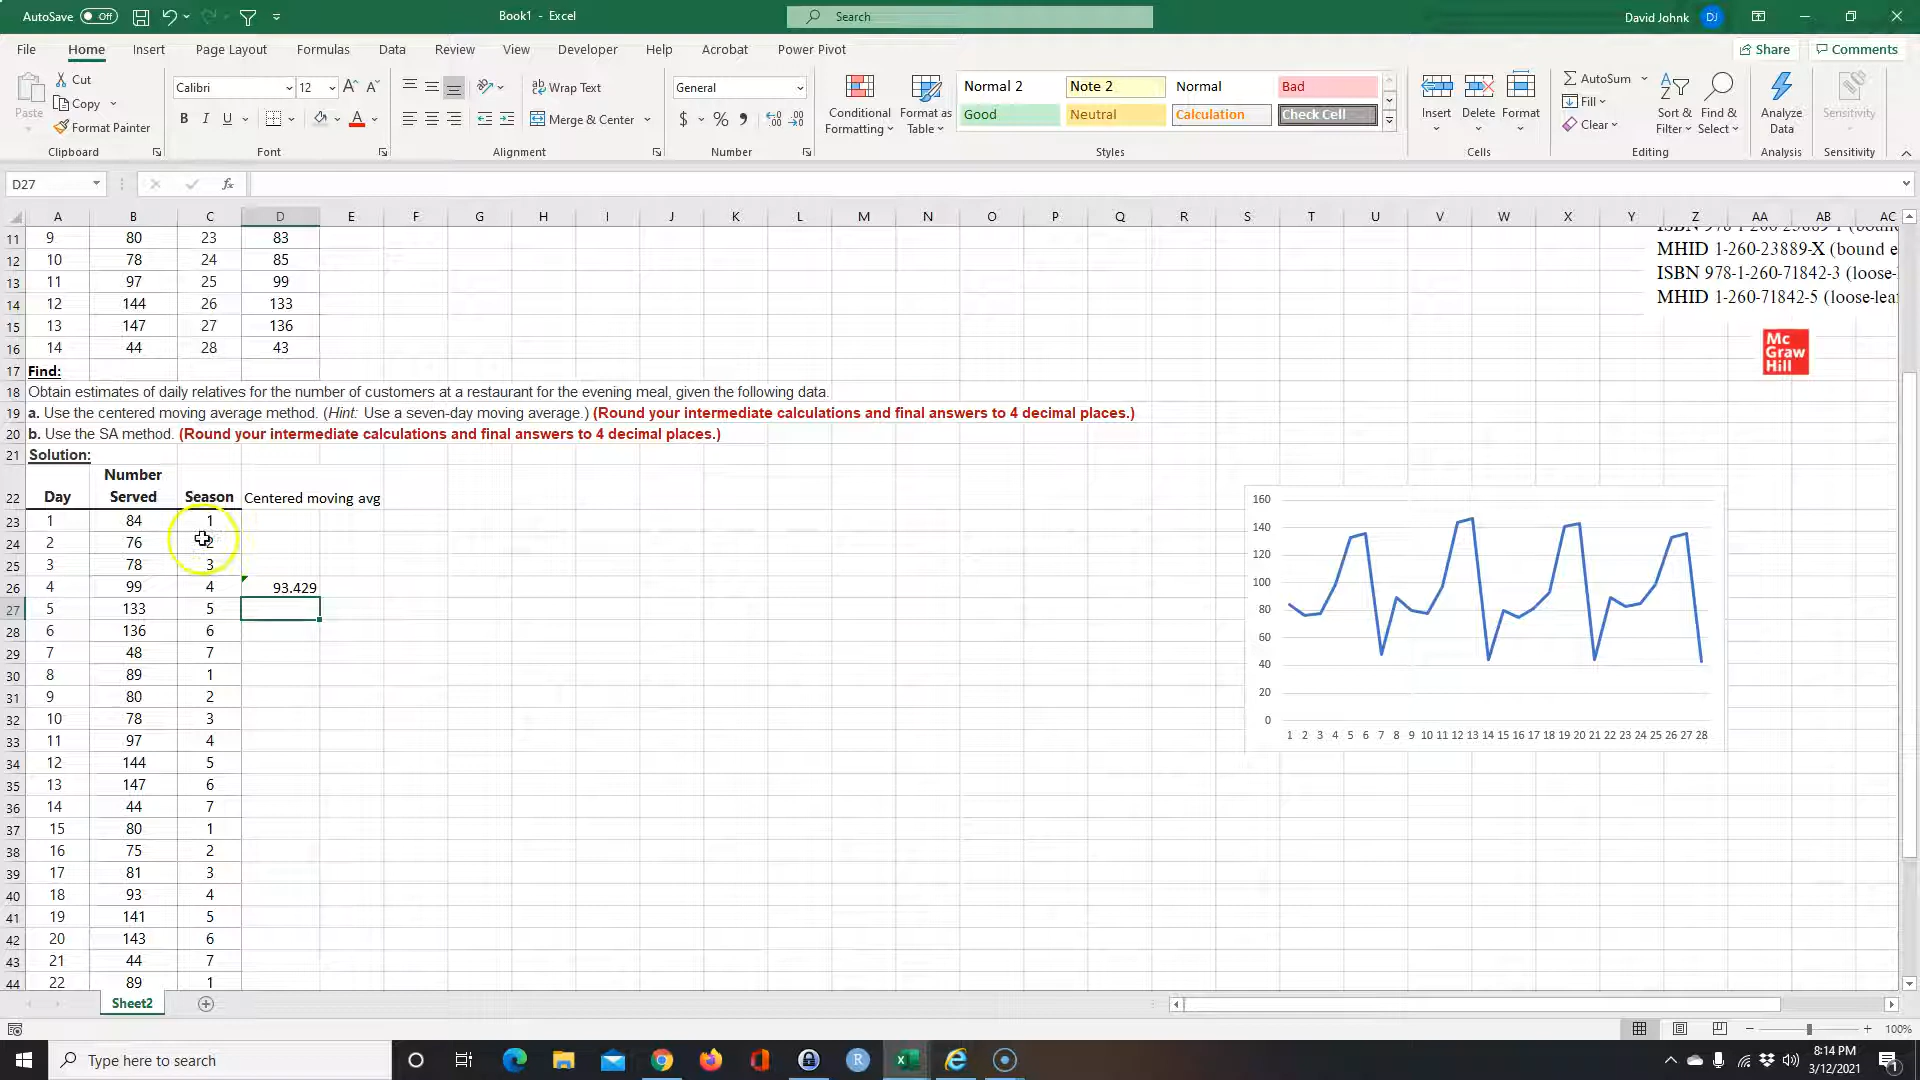 AutoSave Off
Book1 - Excel
Search
David Johnk DJ
File Home Insert Page Layout Formulas Data Review View Developer Help Acrobat Power Pivot
Share Comments
Paste Cut Copy Format Painter Clipboard
Calibri 12 B I U A Font
Wrap Text Merge & Center Alignment
General $ % Number
Conditional Formatting Format as Table
Normal 2 Note 2 Normal Bad
Good Neutral Calculation Check Cell
Styles
Insert Delete Format Cells
AutoSum Fill Clear Sort & Filter Find & Select Editing
Analyze Data Analysis
Sensitivity Sensitivity
D27 fx
A B C D E F G H I J K L M N O P Q R S T U V W X Y Z AA AB AC
11 9 80 23 83
12 10 78 24 85
13 11 97 25 99
14 12 144 26 133
15 13 147 27 136
16 14 44 28 43
MHID 1-260-23889-X (bound e
ISBN 978-1-260-71842-3 (loose-
MHID 1-260-71842-5 (loose-lea
Mc
Graw
Hill
17 Find:
18 Obtain estimates of daily relatives for the number of customers at a restaurant for the evening meal, given the following data.
19 a. Use the centered moving average method. (Hint: Use a seven-day moving average.) (Round your intermediate calculations and final answers to 4 decimal places.)
20 b. Use the SA method. (Round your intermediate calculations and final answers to 4 decimal places.)
21 Solution:
22 Day Number Served Season Centered moving avg
23 1 84 1
24 2 76 2
25 3 78 3
26 4 99 4 93.429
27 5 133 5
28 6 136 6
29 7 48 7
30 8 89 1
31 9 80 2
32 10 78 3
33 11 97 4
34 12 144 5
35 13 147 6
36 14 44 7
37 15 80 1
38 16 75 2
39 17 81 3
40 18 93 4
41 19 141 5
42 20 143 6
43 21 44 7
44 22 89 1
160
140
120
100
80
60
40
20
0
1 2 3 4 5 6 7 8 9 10 11 12 13 14 15 16 17 18 19 20 21 22 23 24 25 26 27 28
Sheet2
100%
Type here to search
R
8:14 PM
3/12/2021
1